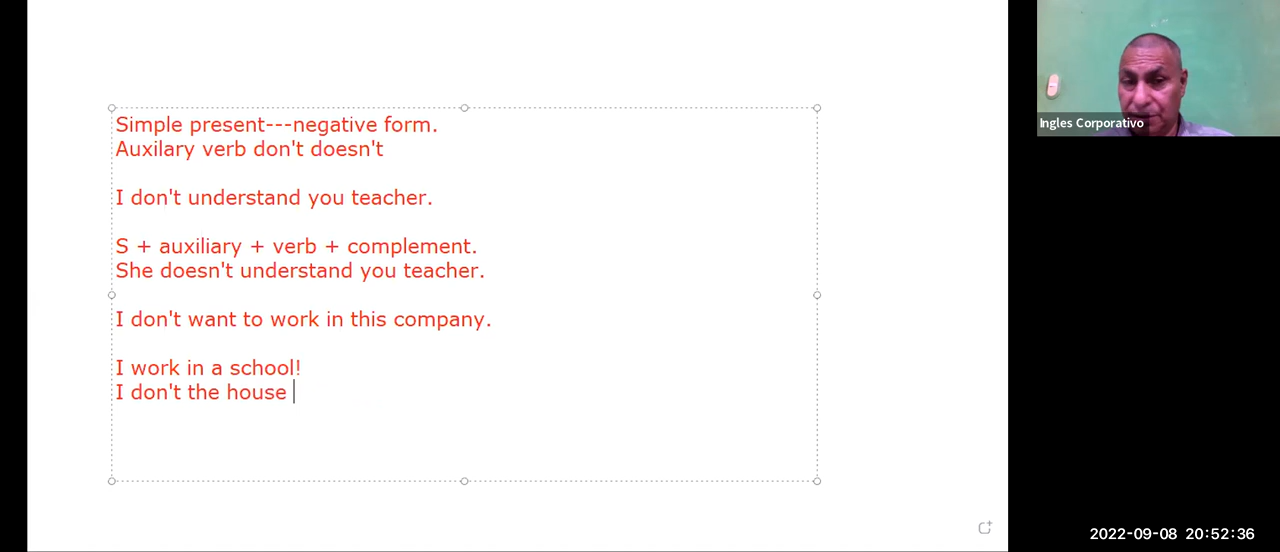 Simple present---negative form.
Auxilary verb don't doesn't
I don't understand you teacher.
S + auxiliary + verb + complement.
She doesn't understand you teacher.
I don't want to work in this company.
I work in a school!
I don't the house
Ingles Corporativo
2022-09-08 20:52:36